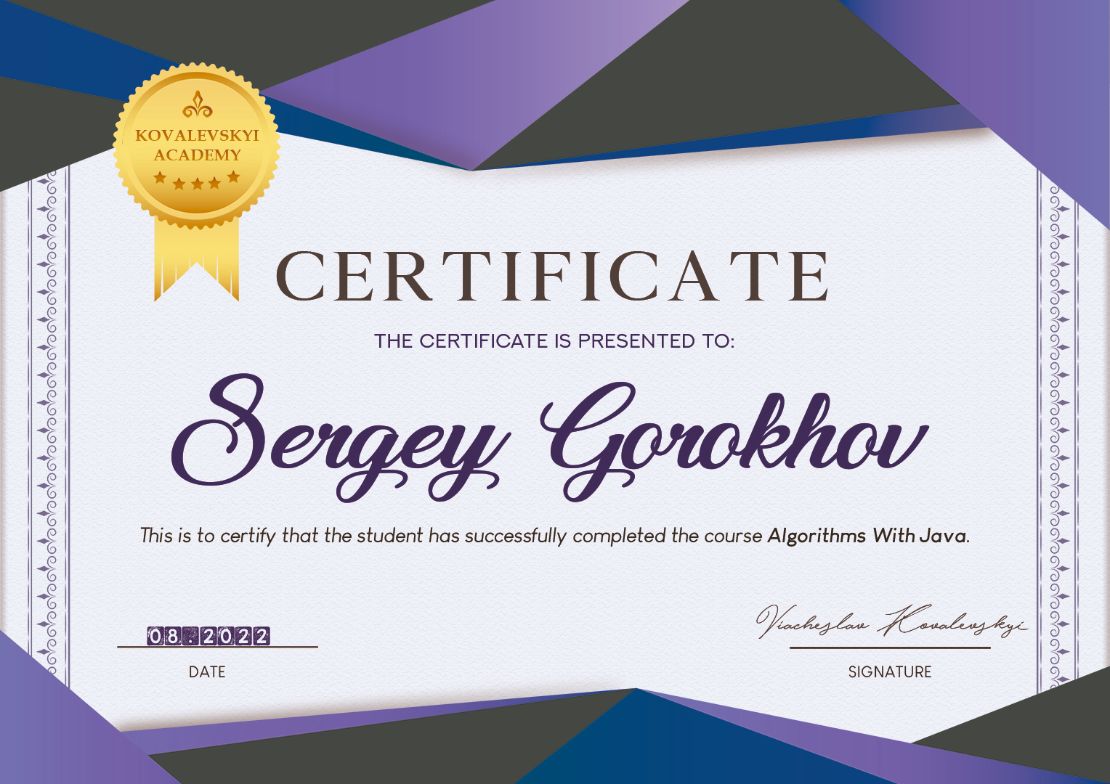 KOVALEVSKYI
ACADEMY
CERTIFICATE
THE CERTIFICATE IS PRESENTED TO:
Sergey Gorokhov
This is to certify that the student has successfully completed the course Algorithms With Java.
08.2022
Viacheslav Kovalevskyi
DATE
SIGNATURE